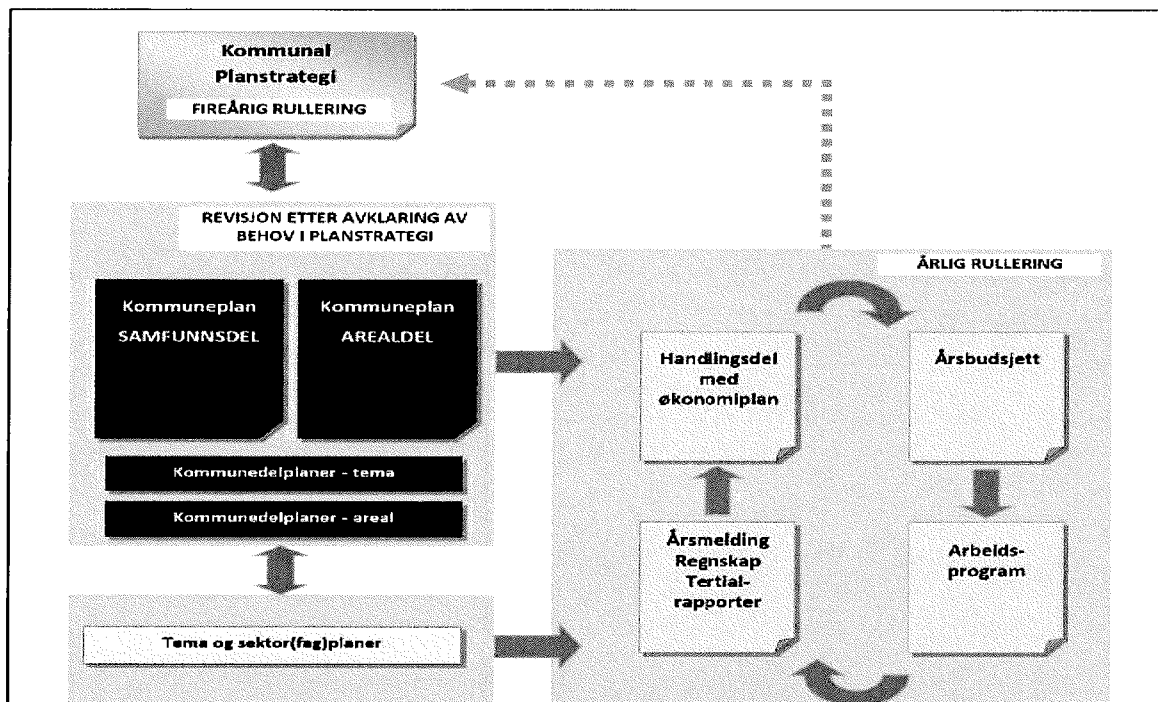 Kommunal
Planstrategi
FIREÅRIG RULLERING
REVISJON ETTER AVKLARING AV
BEHOV I PLANSTRATEGI
Kommuneplan
SAMFUNNSDEL
Kommuneplan
AREALDEL
Kommunedelplaner - tema
Kommunedelplaner - areal
Tema og sektor(fag)planer
ÅRLIG RULLERING
Handlingsdel
med
økonomiplan
Årsbudsjett
Årsmelding
Regnskap
Tertial-
rapporter
Arbeids-
program